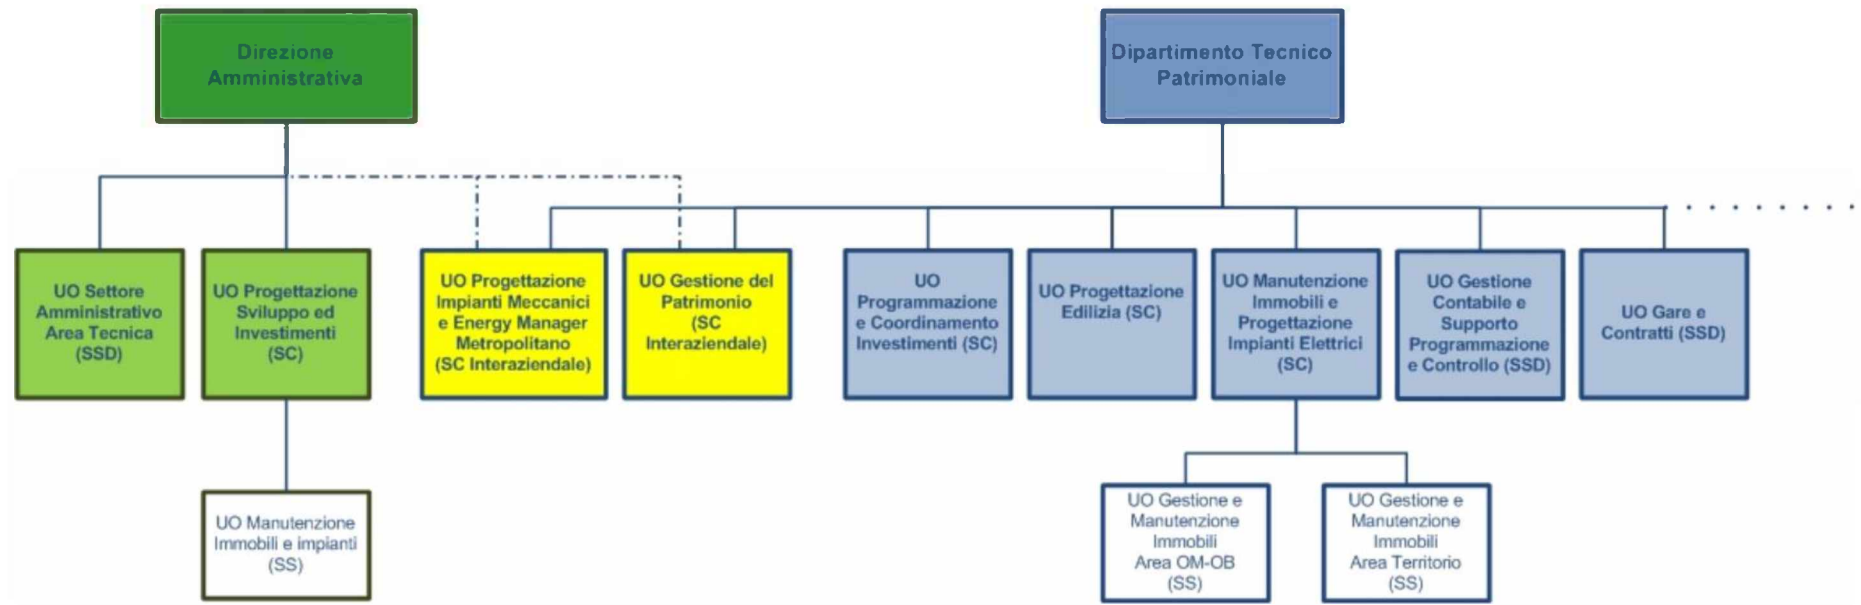 Direzione
Amministrativa
Dipartimento Tecnico
Patrimoniale
UO Settore
Amministrativo
Area Tecnica
(SSD)
UO Progettazione
Sviluppo ed
Investimenti
(SC)
UO Progettazione
Impianti Meccanici
e Energy Manager
Metropolitano
(SC Interaziendale)
UO Gestione del
Patrimonio
(SC
Interaziendale)
UO
Programmazione
e Coordinamento
Investimenti (SC)
UO Progettazione
Edilizia (SC)
UO Manutenzione
Immobili e
Progettazione
Impianti Elettrici
(SC)
UO Gestione
Contabile e
Supporto
Programmazione
e Controllo (SSD)
UO Gare e
Contratti (SSD)
UO Manutenzione
Immobili e impianti
(SS)
UO Gestione e
Manutenzione
Immobili
Area OM-OB
(SS)
UO Gestione e
Manutenzione
Immobili
Area Territorio
(SS)